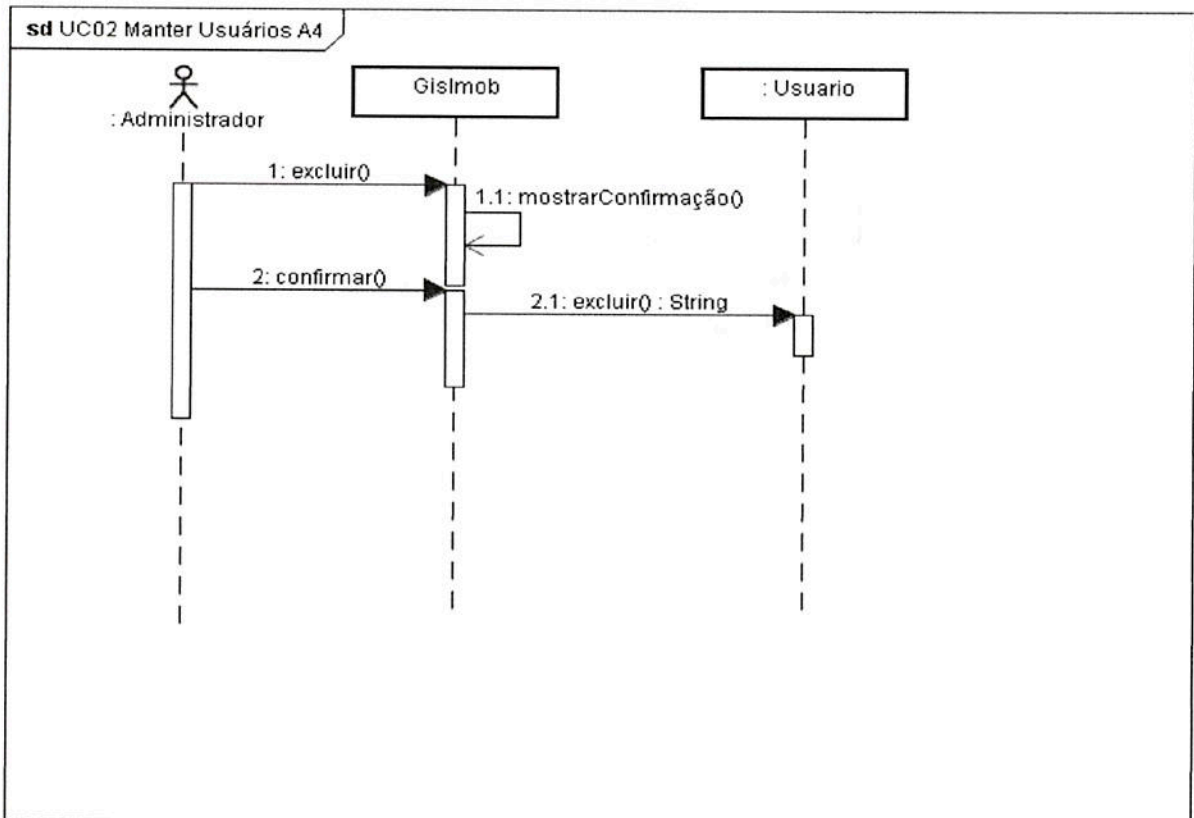 sd UC02 Manter Usuários A4
: Administrador
GisImob
: Usuario
1: excluir()
1.1: mostrarConfirmação()
2: confirmar()
2.1: excluir() : String